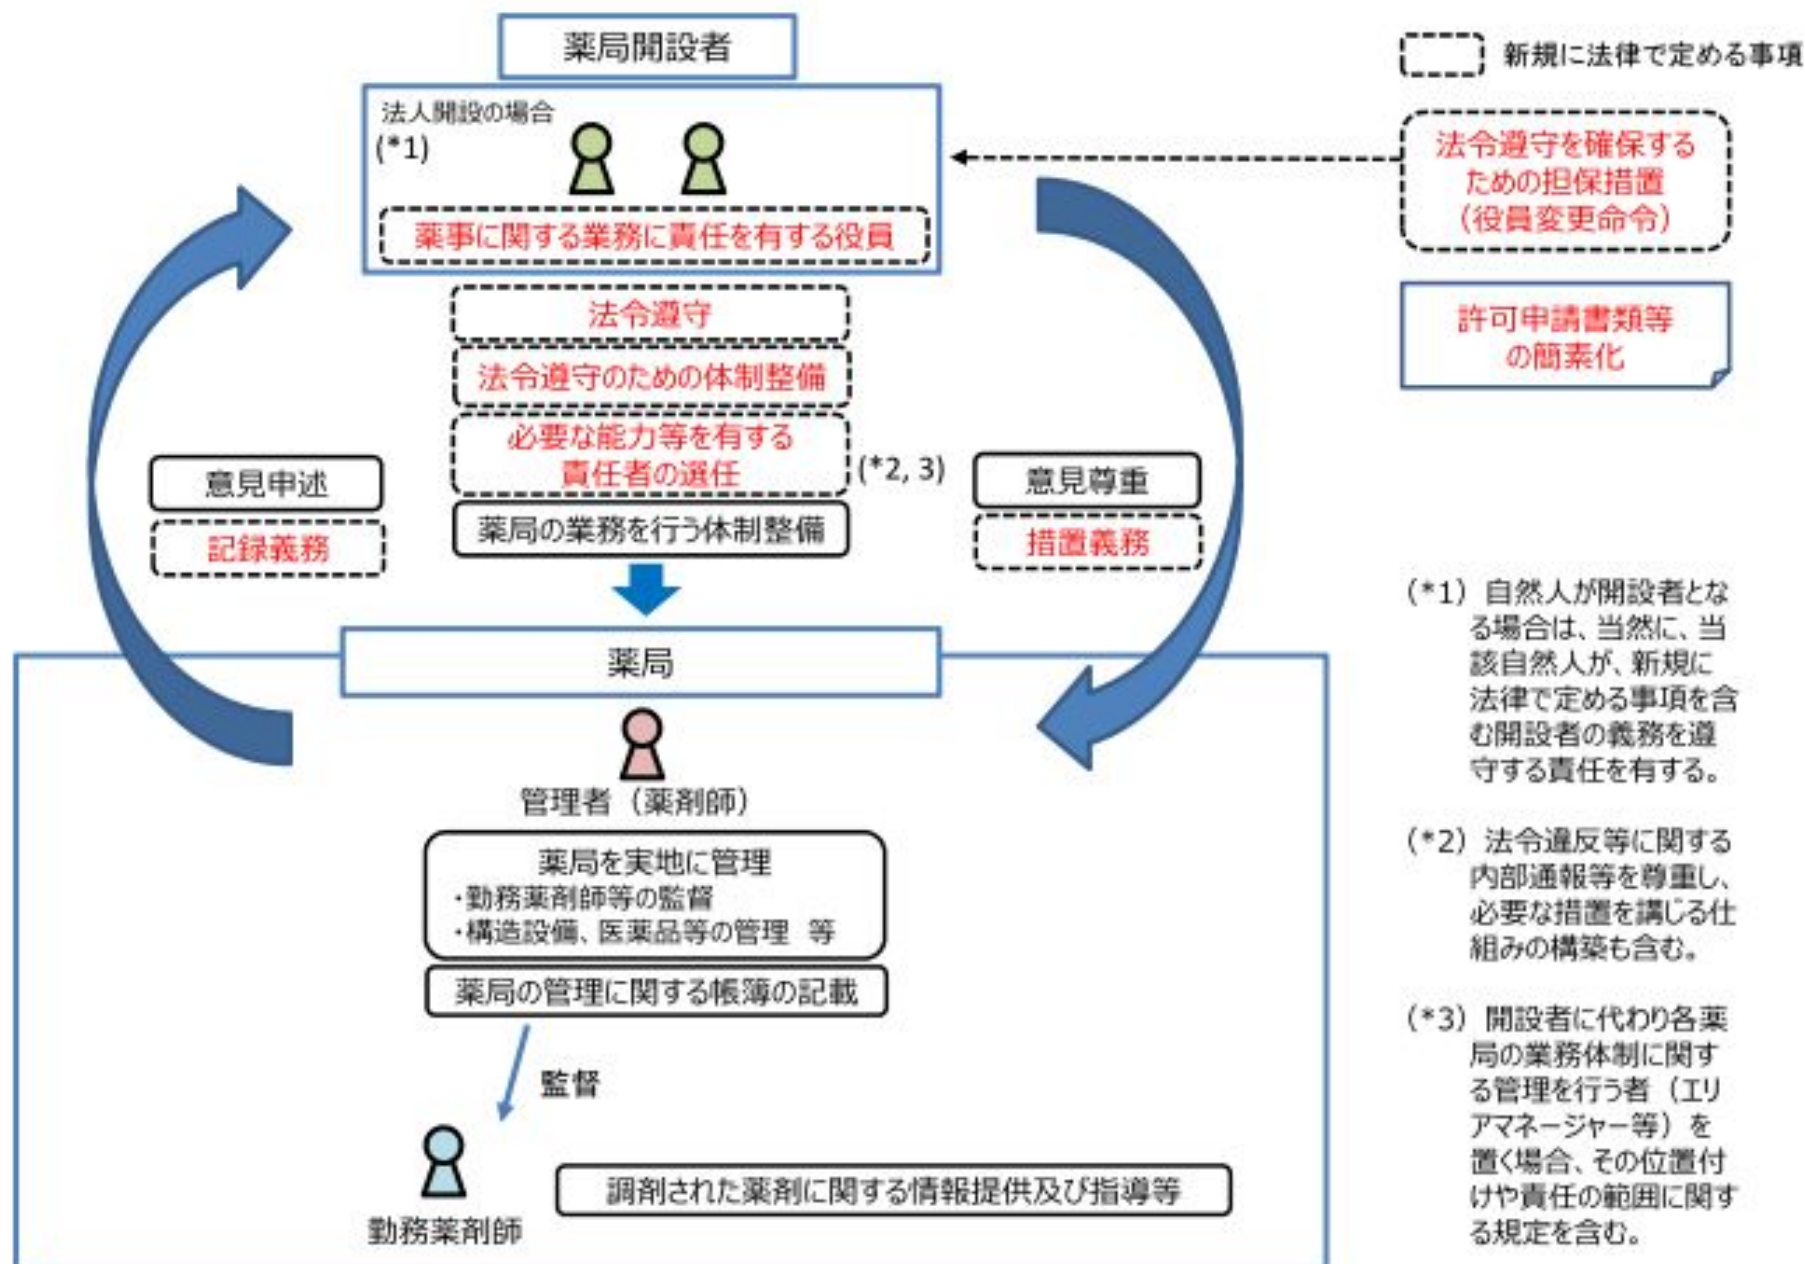 薬局開設者
法人開設の場合
(*1)
薬事に関する業務に責任を有する役員
法令遵守
法令遵守のための体制整備
必要な能力等を有する
責任者の選任
(*2, 3)
薬局の業務を行う体制整備
意見申述
記録義務
意見尊重
措置義務
新規に法律で定める事項
法令遵守を確保する
ための担保措置
（役員変更命令）
許可申請書類等
の簡素化
薬局
管理者（薬剤師）
薬局を実地に管理
・勤務薬剤師等の監督
・構造設備、医薬品等の管理　等
薬局の管理に関する帳簿の記載
監督
勤務薬剤師
調剤された薬剤に関する情報提供及び指導等
（*1）自然人が開設者とな
る場合は、当然に、当
該自然人が、新規に
法律で定める事項を含
む開設者の義務を遵
守する責任を有する。
（*2）法令違反等に関する
内部通報等を尊重し、
必要な措置を講じる仕
組みの構築も含む。
（*3）開設者に代わり各薬
局の業務体制に関す
る管理を行う者（エリ
アマネージャー等）を
置く場合、その位置付
けや責任の範囲に関す
る規定を含む。